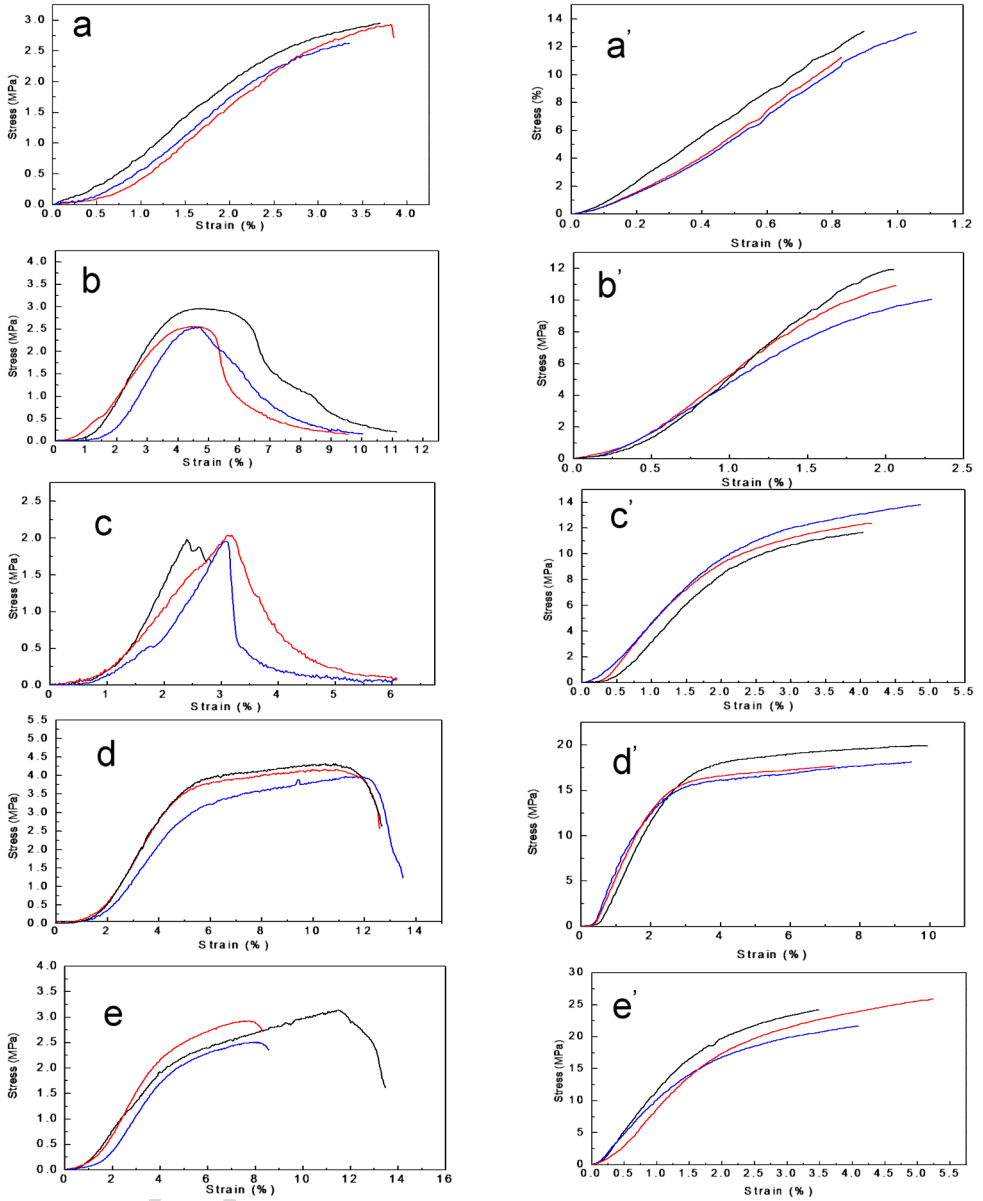 a
3.0
2.5
2.0
1.5
1.0
0.5
0.0
Stress (MPa)
0.0 0.5 1.0 1.5 2.0 2.5 3.0 3.5 4.0
Strain (%)
a’
14
12
10
8
6
4
2
0
Stress (%)
0.0 0.2 0.4 0.6 0.8 1.0 1.2
Strain (%)
b
4.0
3.5
3.0
2.5
2.0
1.5
1.0
0.5
0.0
Stress (MPa)
0 1 2 3 4 5 6 7 8 9 10 11 12
Strain (%)
b’
12
10
8
6
4
2
0
Stress (MPa)
0.0 0.5 1.0 1.5 2.0 2.5
Strain (%)
c
2.5
2.0
1.5
1.0
0.5
0.0
Stress (MPa)
0 1 2 3 4 5 6
Strain (%)
c’
14
12
10
8
6
4
2
0
Stress (MPa)
0.0 0.5 1.0 1.5 2.0 2.5 3.0 3.5 4.0 4.5 5.0 5.5
Strain (%)
d
5.5
5.0
4.5
4.0
3.5
3.0
2.5
2.0
1.5
1.0
0.5
0.0
Stress (MPa)
0 2 4 6 8 10 12 14
Strain (%)
d’
20
15
10
5
0
Stress (MPa)
0 2 4 6 8 10
Strain (%)
e
4.0
3.5
3.0
2.5
2.0
1.5
1.0
0.5
0.0
Stress (MPa)
0 2 4 6 8 10 12 14 16
Strain (%)
e’
30
25
20
15
10
5
0
Stress (MPa)
0.0 0.5 1.0 1.5 2.0 2.5 3.0 3.5 4.0 4.5 5.0 5.5
Strain (%)